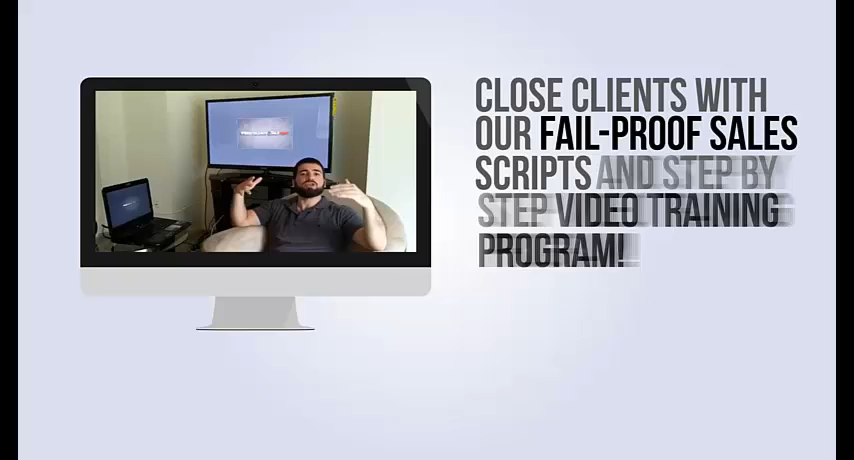 CLOSE CLIENTS WITH
OUR FAIL-PROOF SALES
SCRIPTS AND STEP BY
STEP VIDEO TRAINING
PROGRAM!